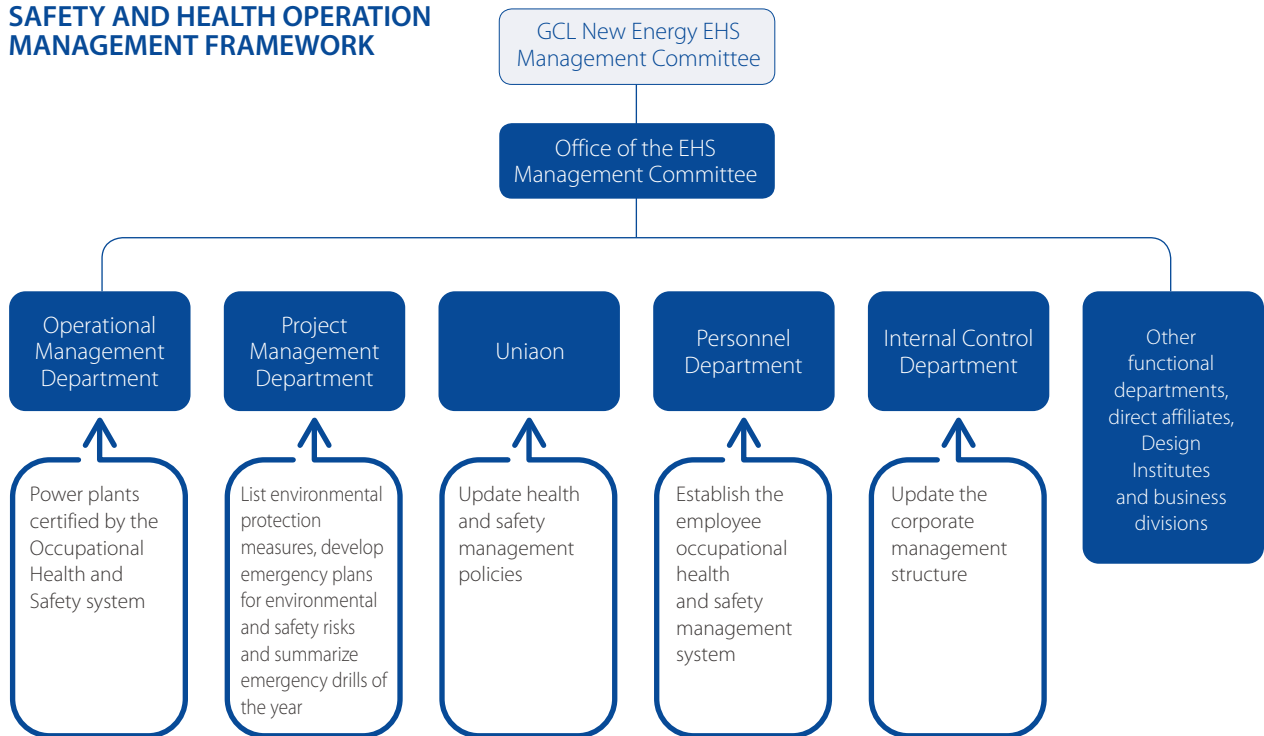 SAFETY AND HEALTH OPERATION
MANAGEMENT FRAMEWORK
GCL New Energy EHS
Management Committee
Office of the EHS
Management Committee
Operational
Management
Department
Project
Management
Department
Uniaon
Personnel
Department
Internal Control
Department
Other
functional
departments,
direct affiliates,
Design
Institutes
and business
divisions
Power plants
certified by the
Occupational
Health and
Safety system
List environmental
protection
measures, develop
emergency plans
for environmental
and safety risks
and summarize
emergency drills of
the year
Update health
and safety
management
policies
Establish the
employee
occupational
health
and safety
management
system
Update the
corporate
management
structure